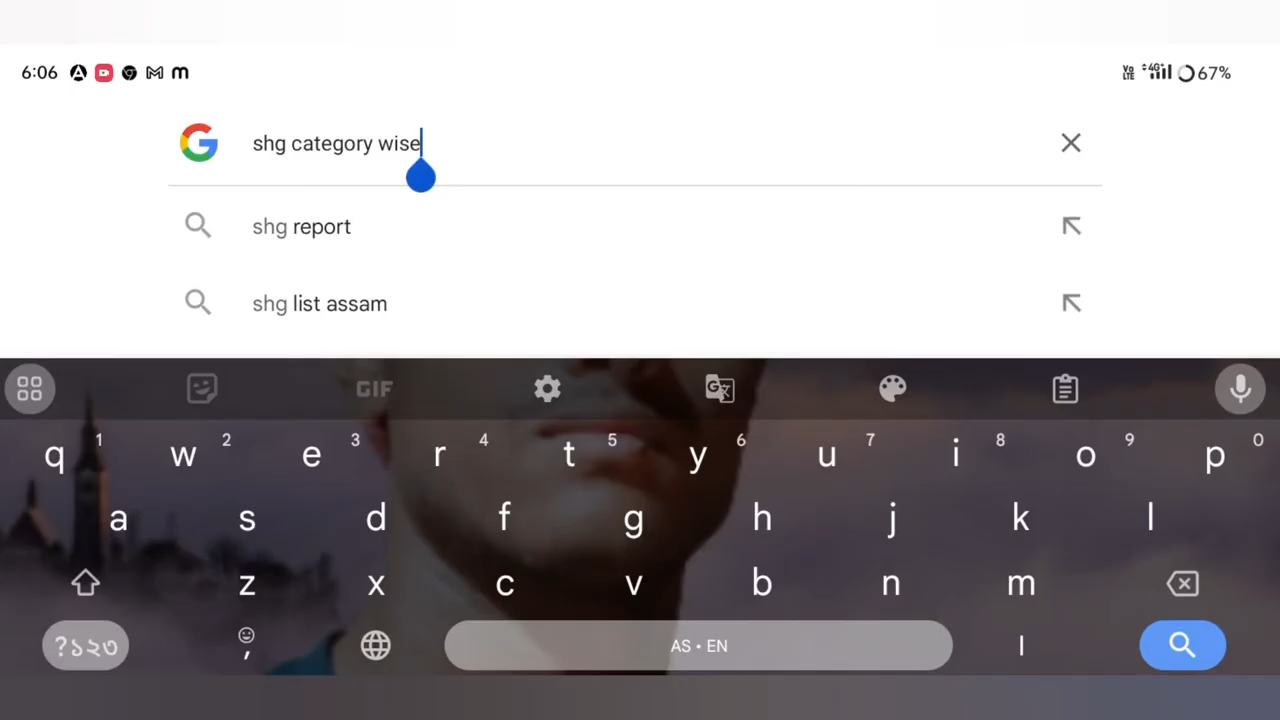 6:06 67%
shg category wise
shg report
shg list assam
GIF
q 1 w 2 e 3 r 4 t 5 y 6 u 7 i 8 o 9 p 0
a s d f g h j k l
z x c v b n m
?১২৩ , AS • EN ।